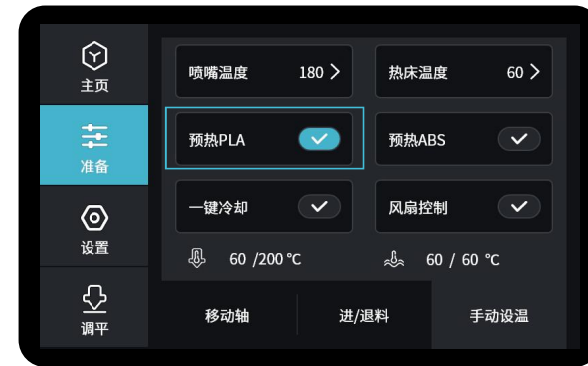 主页
准备
设置
调平
喷嘴温度 180
热床温度 60
预热PLA
预热ABS
一键冷却
风扇控制
60 /200 ℃
60 / 60 ℃
移动轴
进/退料
手动设温